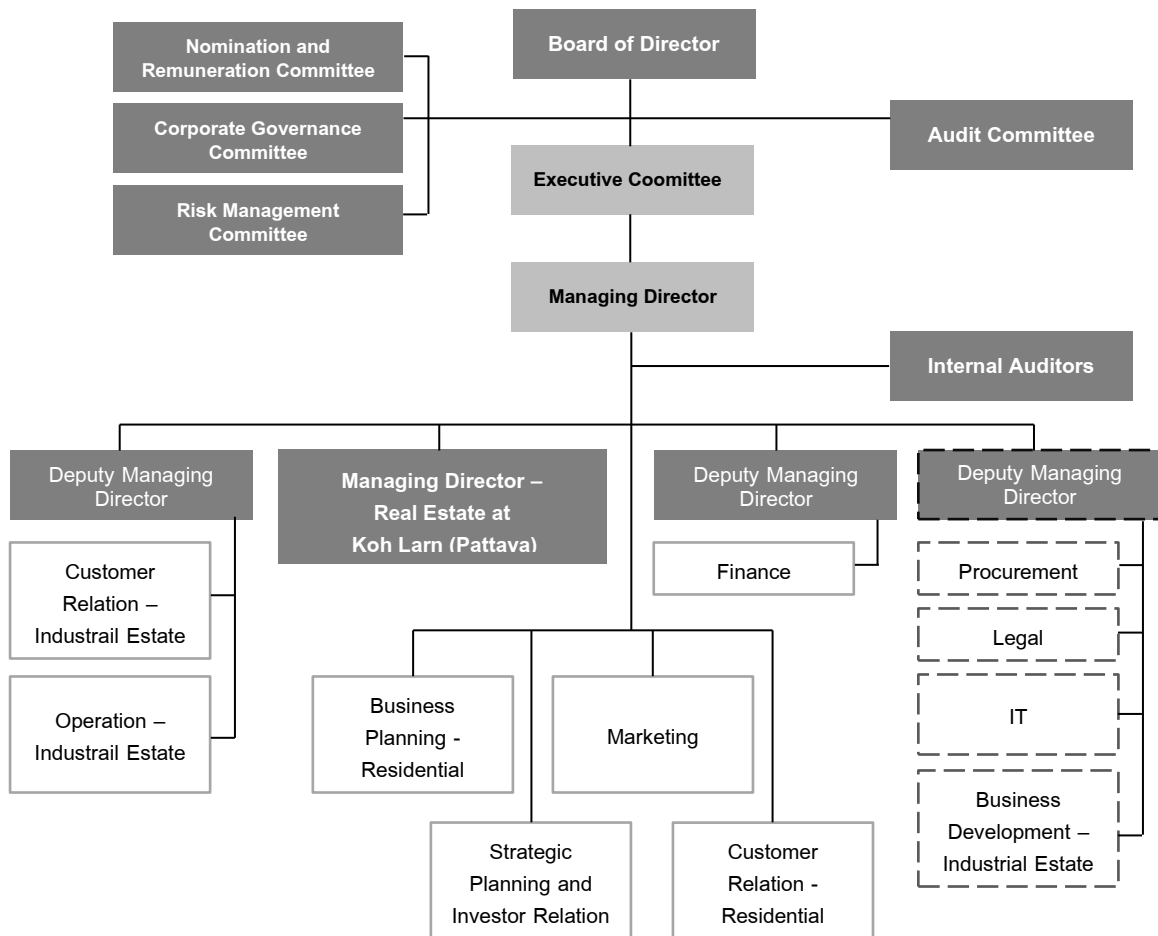 Board of Director
Nomination and
Remuneration Committee
Corporate Governance
Committee
Audit Committee
Executive Coomittee
Risk Management
Committee
Managing Director
Internal Auditors
Deputy Managing
Director
Managing Director –
Real Estate at
Koh Larn (Pattava)
Deputy Managing
Director
Deputy Managing
Director
Customer
Relation –
Industrail Estate
Operation –
Industrail Estate
Finance
Procurement
Legal
IT
Business
Development –
Industrial Estate
Business
Planning -
Residential
Marketing
Strategic
Planning and
Investor Relation
Customer
Relation -
Residential